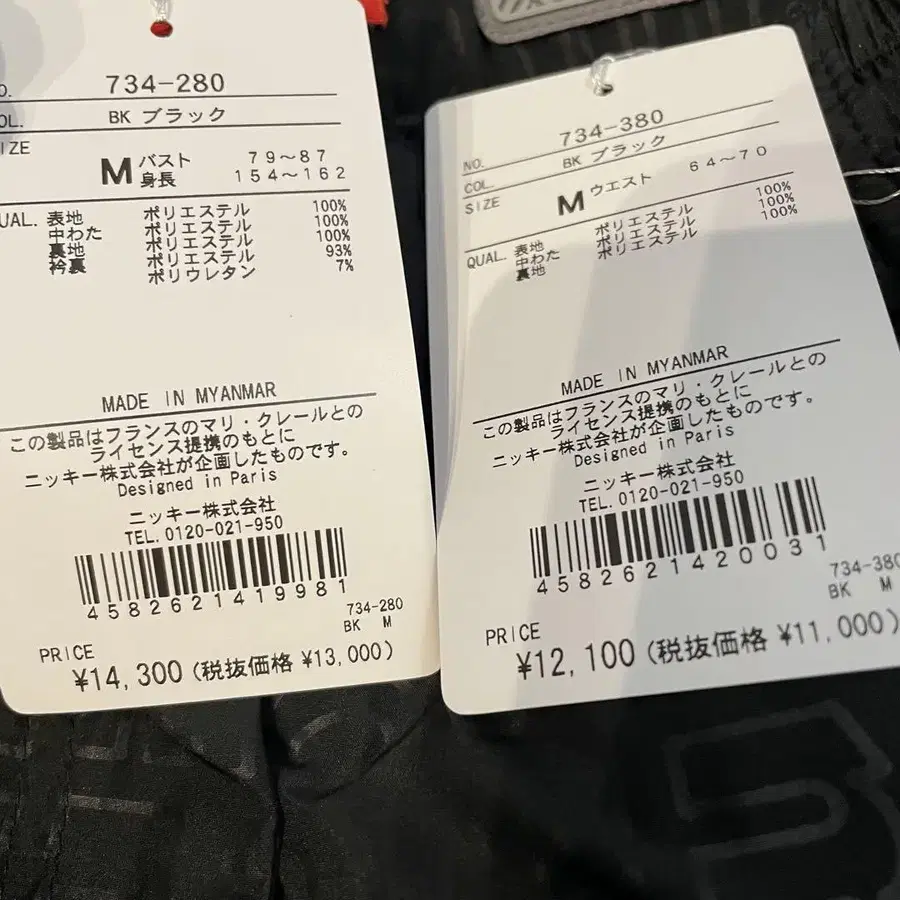 734-280
BK ブラック
M バスト 79～87
身長 154～162
表地 ポリエステル 100%
中わた ポリエステル 100%
裏地 ポリエステル 100%
衿裏 ポリエステル 93%
ポリウレタン 7%
MADE IN MYANMAR
この製品はフランスのマリ・クレールとの
ライセンス提携のもとに
ニッキー株式会社が企画したものです。
Designed in Paris
ニッキー株式会社
TEL. 0120-021-950
4582621419981
734-280
BK M
PRICE
¥14,300 (税抜価格 ¥13,000)
NO. 734-380
COL. BK ブラック
SIZE M ウエスト 64～70
QUAL. 表地 ポリエステル 100%
中わた ポリエステル 100%
裏地 ポリエステル 100%
MADE IN MYANMAR
この製品はフランスのマリ・クレールとの
ライセンス提携のもとに
ニッキー株式会社が企画したものです。
Designed in Paris
ニッキー株式会社
TEL. 0120-021-950
4582621420031
734-380
BK M
PRICE
¥12,100 (税抜価格 ¥11,000)